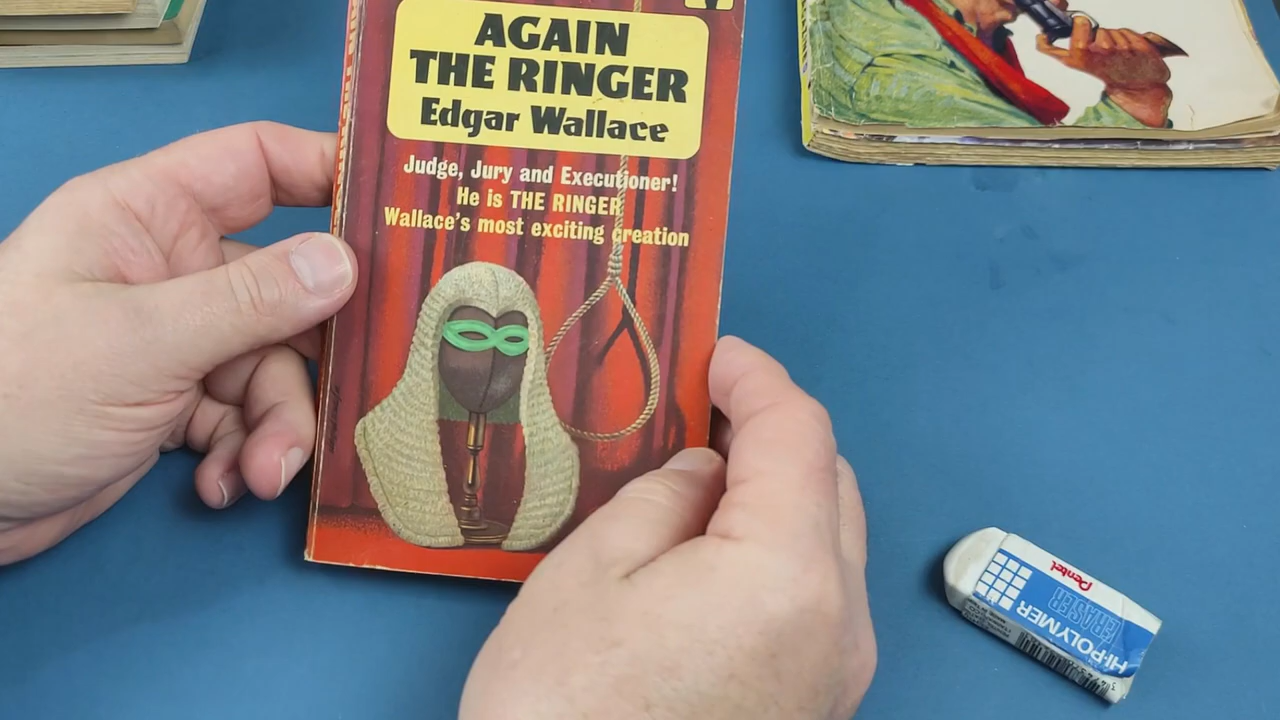 AGAIN
THE RINGER
Edgar Wallace
Judge, Jury and Executioner!
He is THE RINGER
Wallace's most exciting creation
Pentel
HI-POLYMER
ERASER